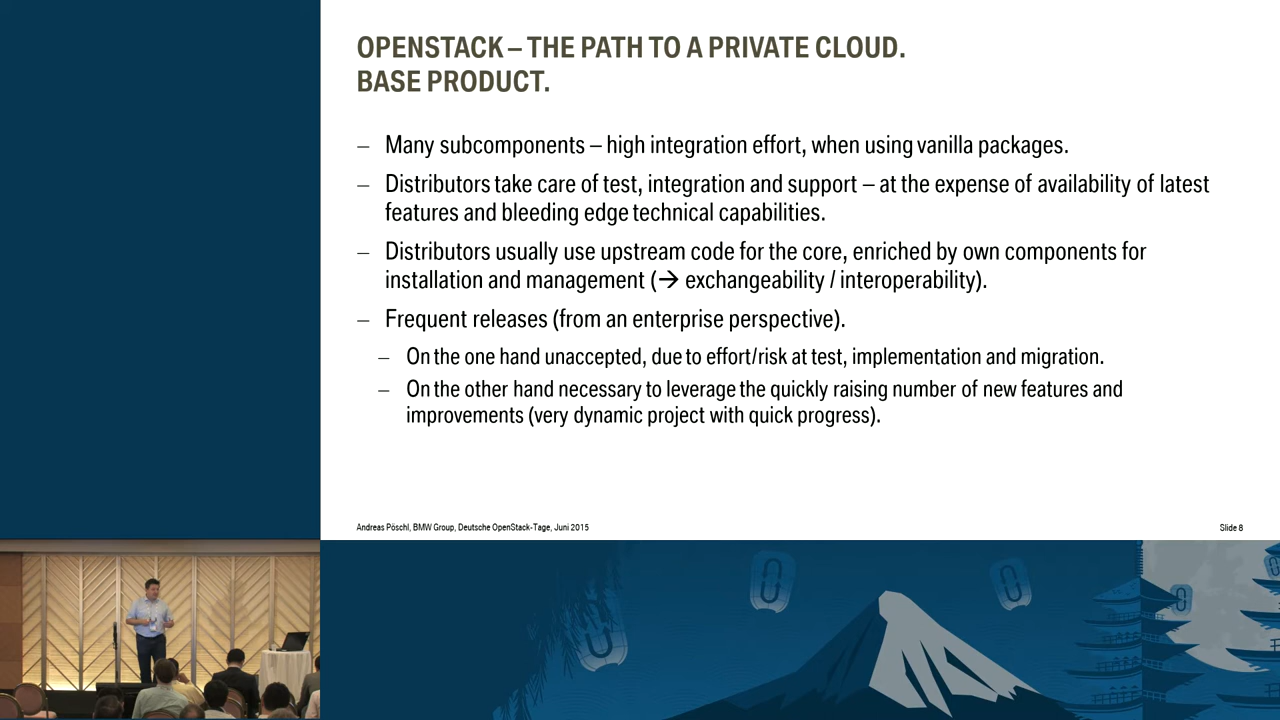 OPENSTACK – THE PATH TO A PRIVATE CLOUD.
BASE PRODUCT.
– Many subcomponents – high integration effort, when using vanilla packages.
– Distributors take care of test, integration and support – at the expense of availability of latest
features and bleeding edge technical capabilities.
– Distributors usually use upstream code for the core, enriched by own components for
installation and management (→ exchangeability / interoperability).
– Frequent releases (from an enterprise perspective).
– On the one hand unaccepted, due to effort/risk at test, implementation and migration.
– On the other hand necessary to leverage the quickly raising number of new features and
improvements (very dynamic project with quick progress).
Andreas Pöschl, BMW Group, Deutsche OpenStack-Tage, Juni 2015
Slide 8